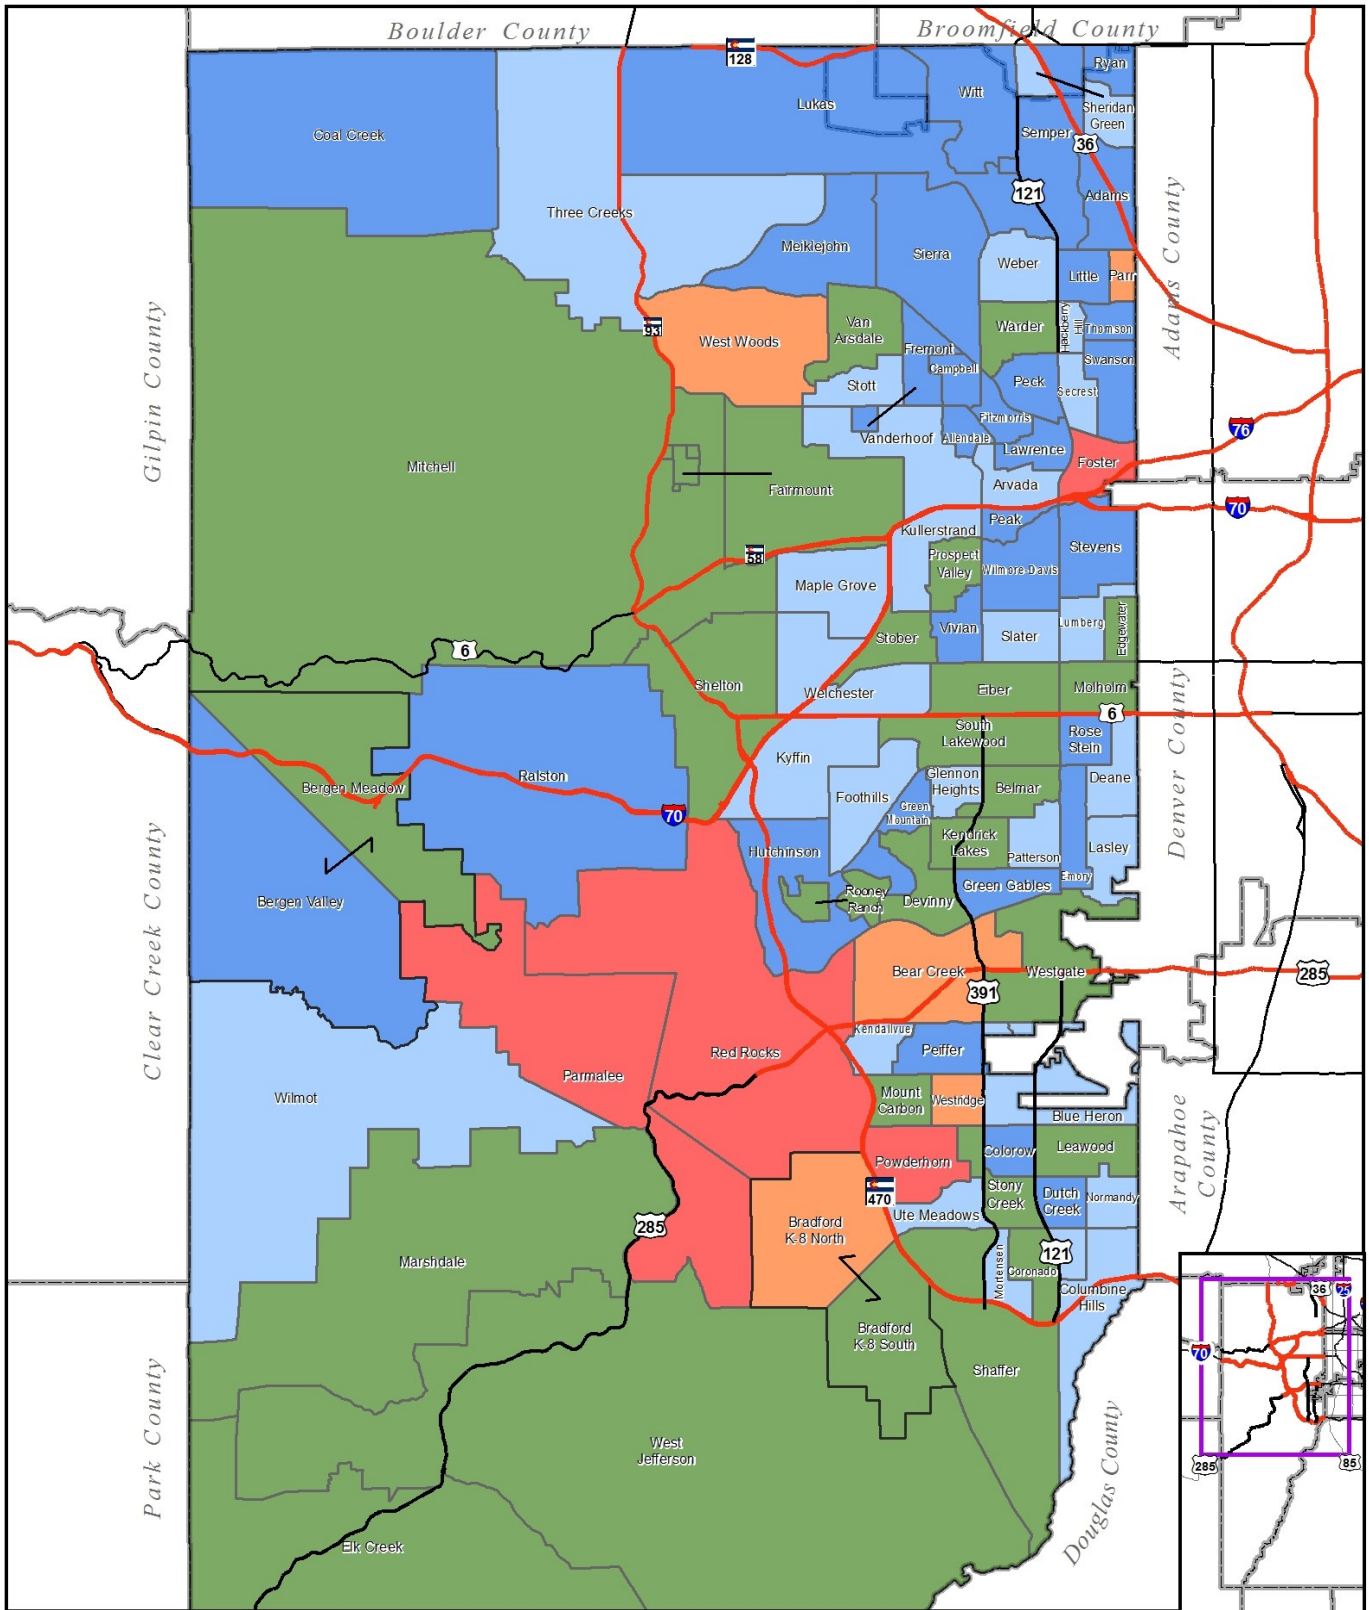 Boulder County
Broomfield County
128
Ryan
Lukas
Witt
Sheridan
Green
Coal Creek
Semper
36
121
Adams
Three Creeks
Adams County
Meiklejohn
Sierra
Weber
Little
Parr
Gilpin County
93
West Woods
Van
Arsdale
Warder
Hackberry
Hill
Thomson
Fremont
Swanson
Campbell
Stott
Peck
Secrest
Fitzmorris
Vanderhoof
Allendale
Lawrence
76
Mitchell
Foster
Fairmount
Arvada
70
Kullerstrand
Peak
Stevens
58
Prospect
Valley
Wilmore-Davis
Maple Grove
Vivian
Slater
Lumberg
Edgewater
Stober
6
Shelton
Welchester
Eiber
Molholm
6
South
Lakewood
Rose
Stein
Denver County
Kyffin
Ralston
Bergen Meadow
Foothills
Glennon
Heights
Belmar
Deane
Green
Mountain
70
Kendrick
Lakes
Patterson
Lasley
Hutchinson
Emory
Green Gables
Clear Creek County
Bergen Valley
Rooney
Ranch
Devinny
Bear Creek
Westgate
285
391
Kendallvue
Peiffer
Red Rocks
Parmalee
Mount
Carbon
Westridge
Wilmot
Blue Heron
Arapahoe
County
Colorow
Leawood
Powderhorn
470
Stony
Creek
Dutch
Creek
Normandy
285
Bradford
K-8 North
Ute Meadows
Marshdale
121
Mortensen
Coronado
Columbine
Hills
36
25
Bradford
K-8 South
70
Shaffer
Park County
West
Jefferson
Douglas County
285
85
Elk Creek